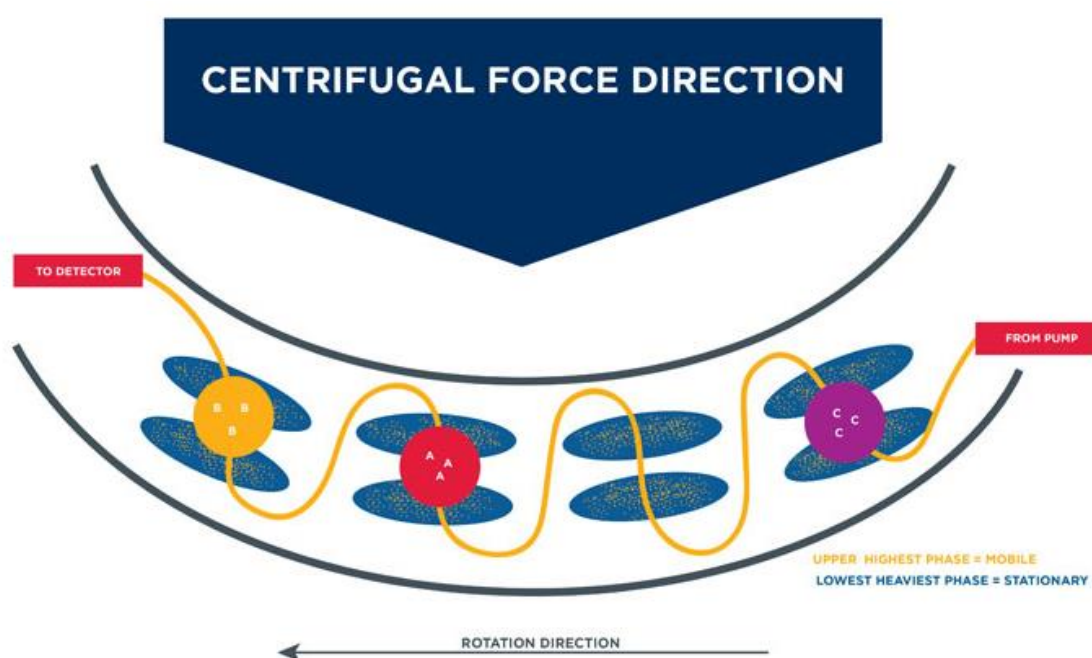 CENTRIFUGAL FORCE DIRECTION
TO DETECTOR
FROM PUMP
B B
B
A
A
A
C
C
C
UPPER HIGHEST PHASE = MOBILE
LOWEST HEAVIEST PHASE = STATIONARY
ROTATION DIRECTION